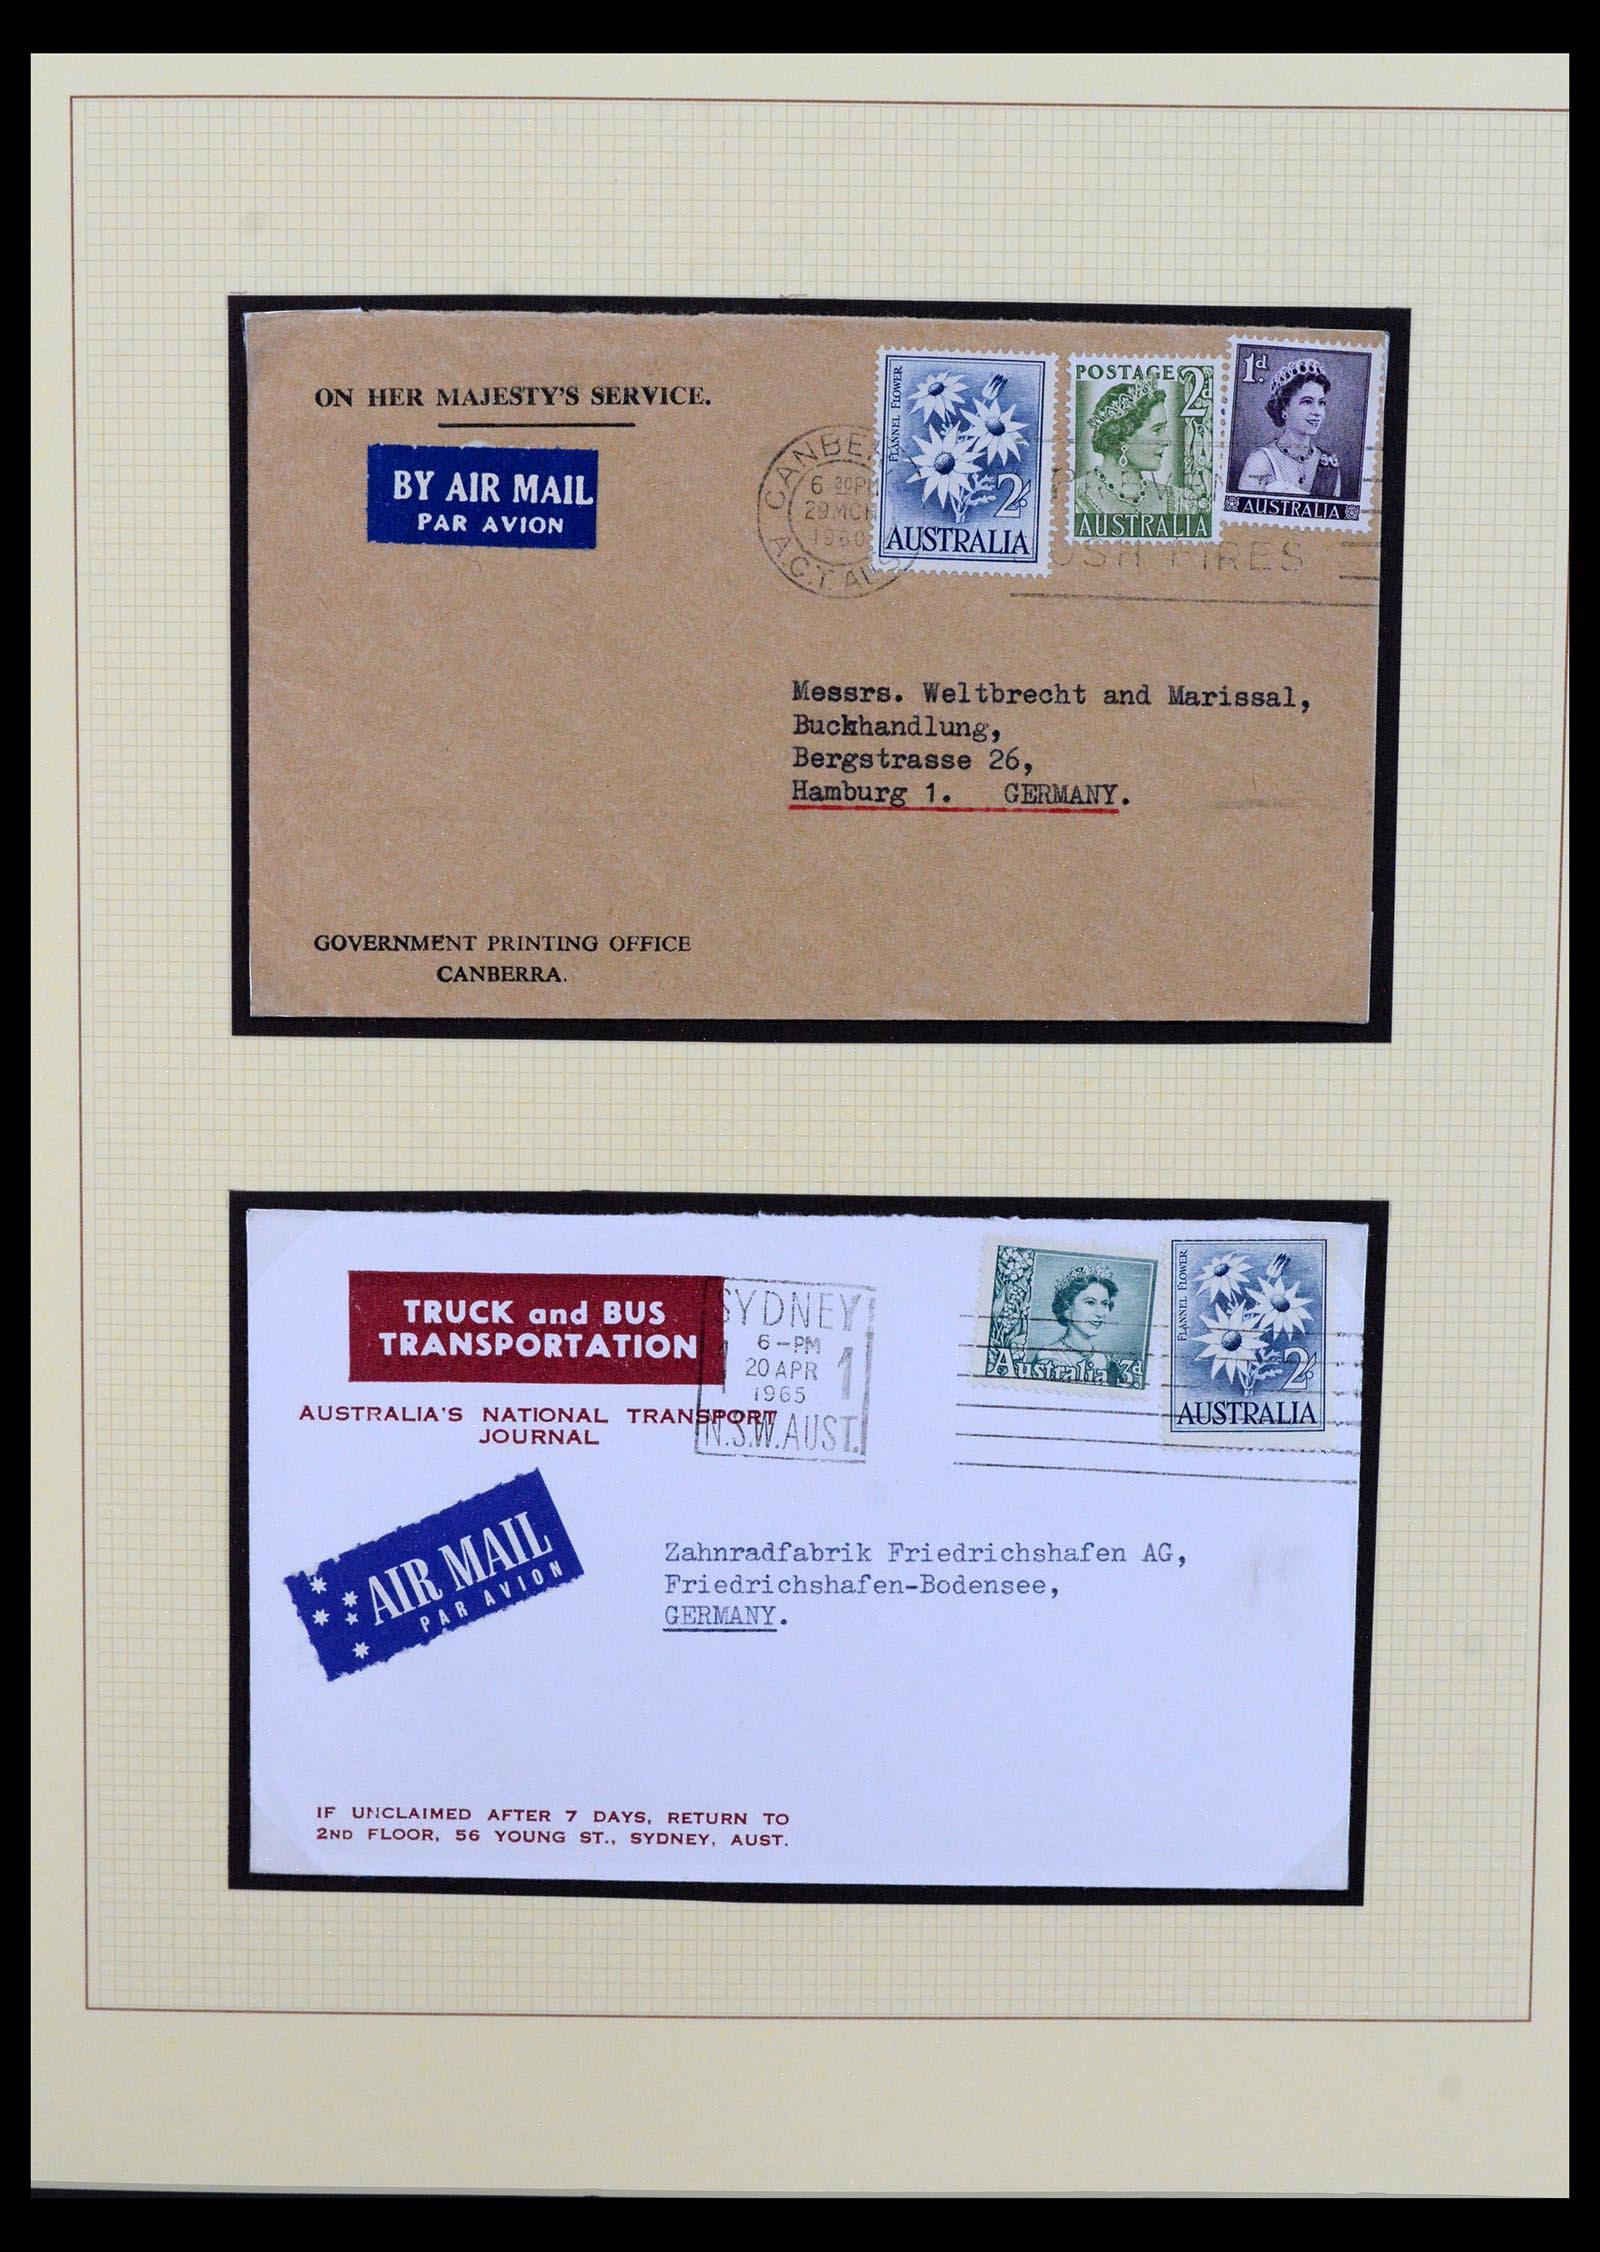 ON HER MAJESTY'S SERVICE.
BY AIR MAIL
PAR AVION
6 30PM
29.MCH
1960
FLANNEL FLOWER
2/-
AUSTRALIA
POSTAGE 2d
AUSTRALIA
1d.
AUSTRALIA
FIRES
Messrs. Weltbrecht and Marissal,
Buckhandlung,
Bergstrasse 26,
Hamburg 1. GERMANY.
GOVERNMENT PRINTING OFFICE
CANBERRA.
TRUCK and BUS
TRANSPORTATION
AUSTRALIA'S NATIONAL TRANSPORT
JOURNAL
SYDNEY
6-PM
1 20 APR 1
1965
N.S.W. AUST.
Australia 3d.
FLANNEL FLOWER
2/-
AUSTRALIA
AIR MAIL
PAR AVION
Zahnradfabrik Friedrichshafen AG,
Friedrichshafen-Bodensee,
GERMANY.
IF UNCLAIMED AFTER 7 DAYS, RETURN TO
2ND FLOOR, 56 YOUNG ST., SYDNEY, AUST.